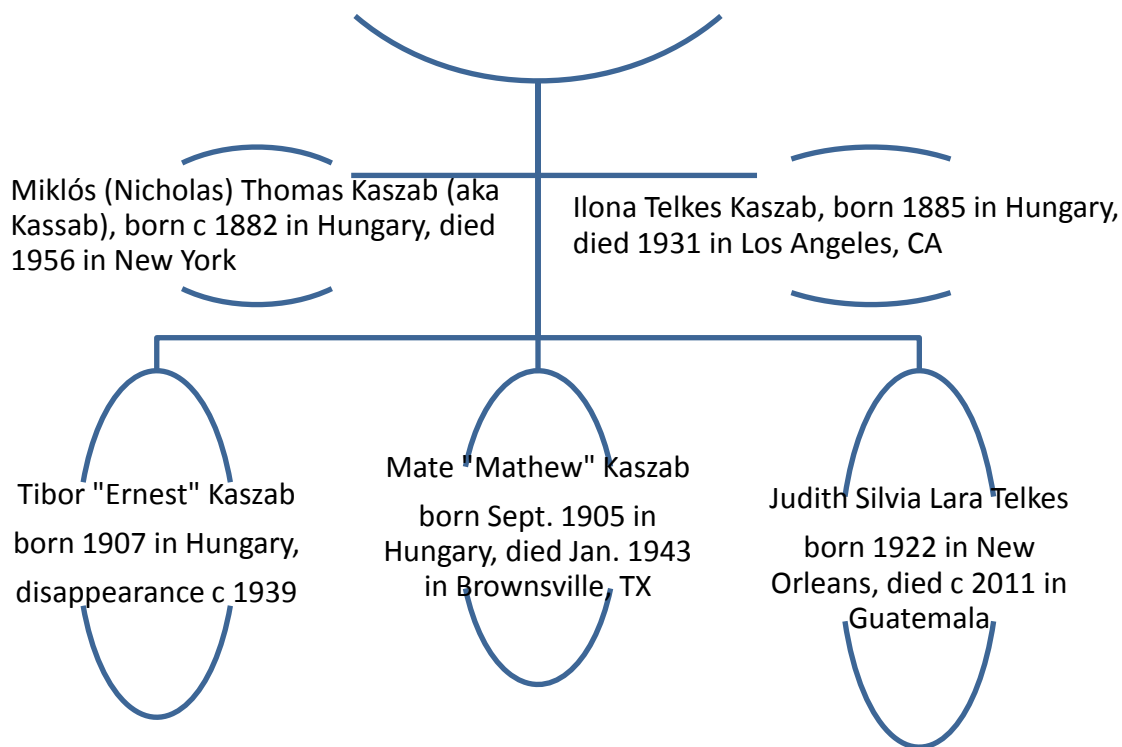 Miklós (Nicholas) Thomas Kaszab (aka
Kassab), born c 1882 in Hungary, died
1956 in New York
Ilona Telkes Kaszab, born 1885 in Hungary,
died 1931 in Los Angeles, CA
Tibor "Ernest" Kaszab
born 1907 in Hungary,
disappearance c 1939
Mate "Mathew" Kaszab
born Sept. 1905 in
Hungary, died Jan. 1943
in Brownsville, TX
Judith Silvia Lara Telkes
born 1922 in New
Orleans, died c 2011 in
Guatemala